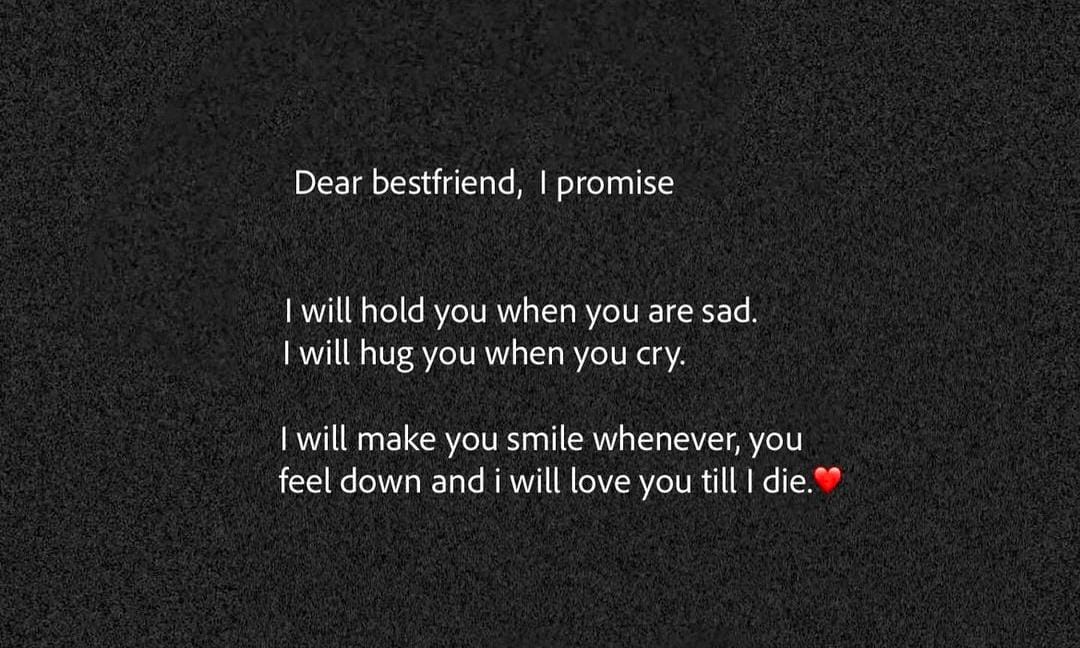 Dear bestfriend, I promise
I will hold you when you are sad.
I will hug you when you cry.
I will make you smile whenever, you
feel down and i will love you till I die.❤️